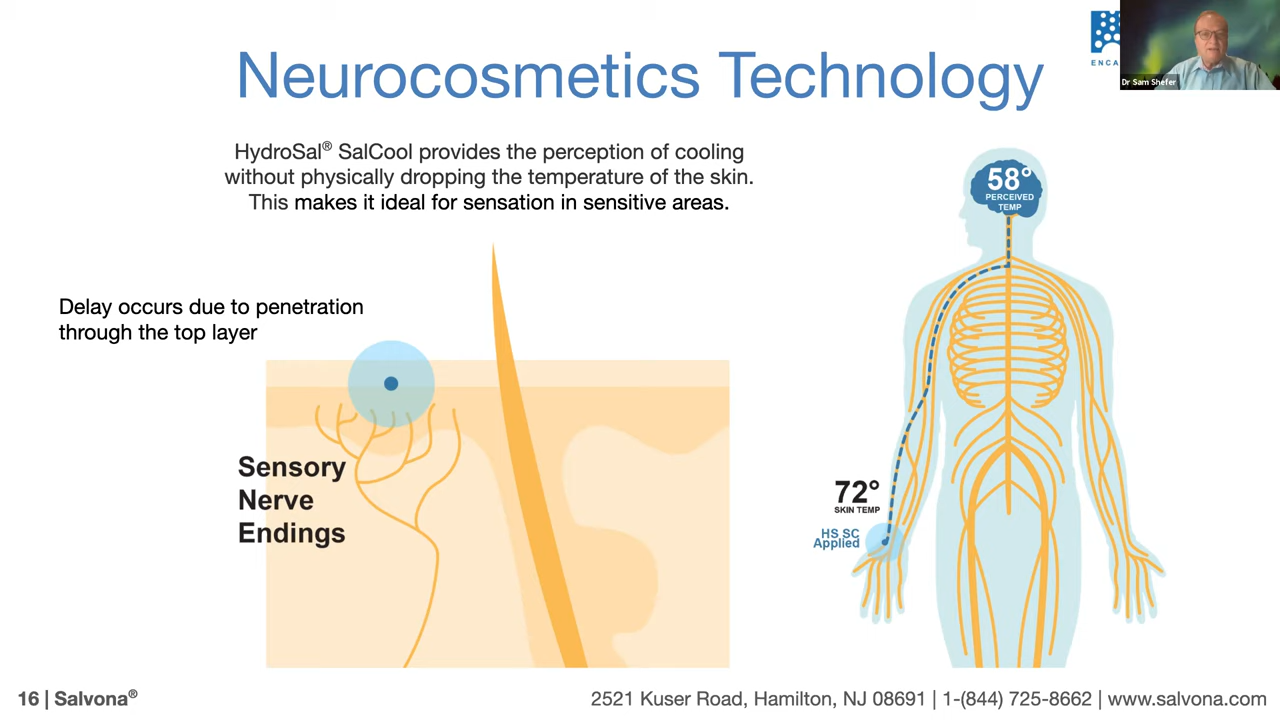 Neurocosmetics Technology
ENCA
Dr Sam Shefer
HydroSal® SalCool provides the perception of cooling
without physically dropping the temperature of the skin.
This makes it ideal for sensation in sensitive areas.
58°
PERCEIVED
TEMP
Delay occurs due to penetration
through the top layer
Sensory
Nerve
Endings
72°
SKIN TEMP
HS SC
Applied
16 | Salvona®
2521 Kuser Road, Hamilton, NJ 08691 | 1-(844) 725-8662 | www.salvona.com